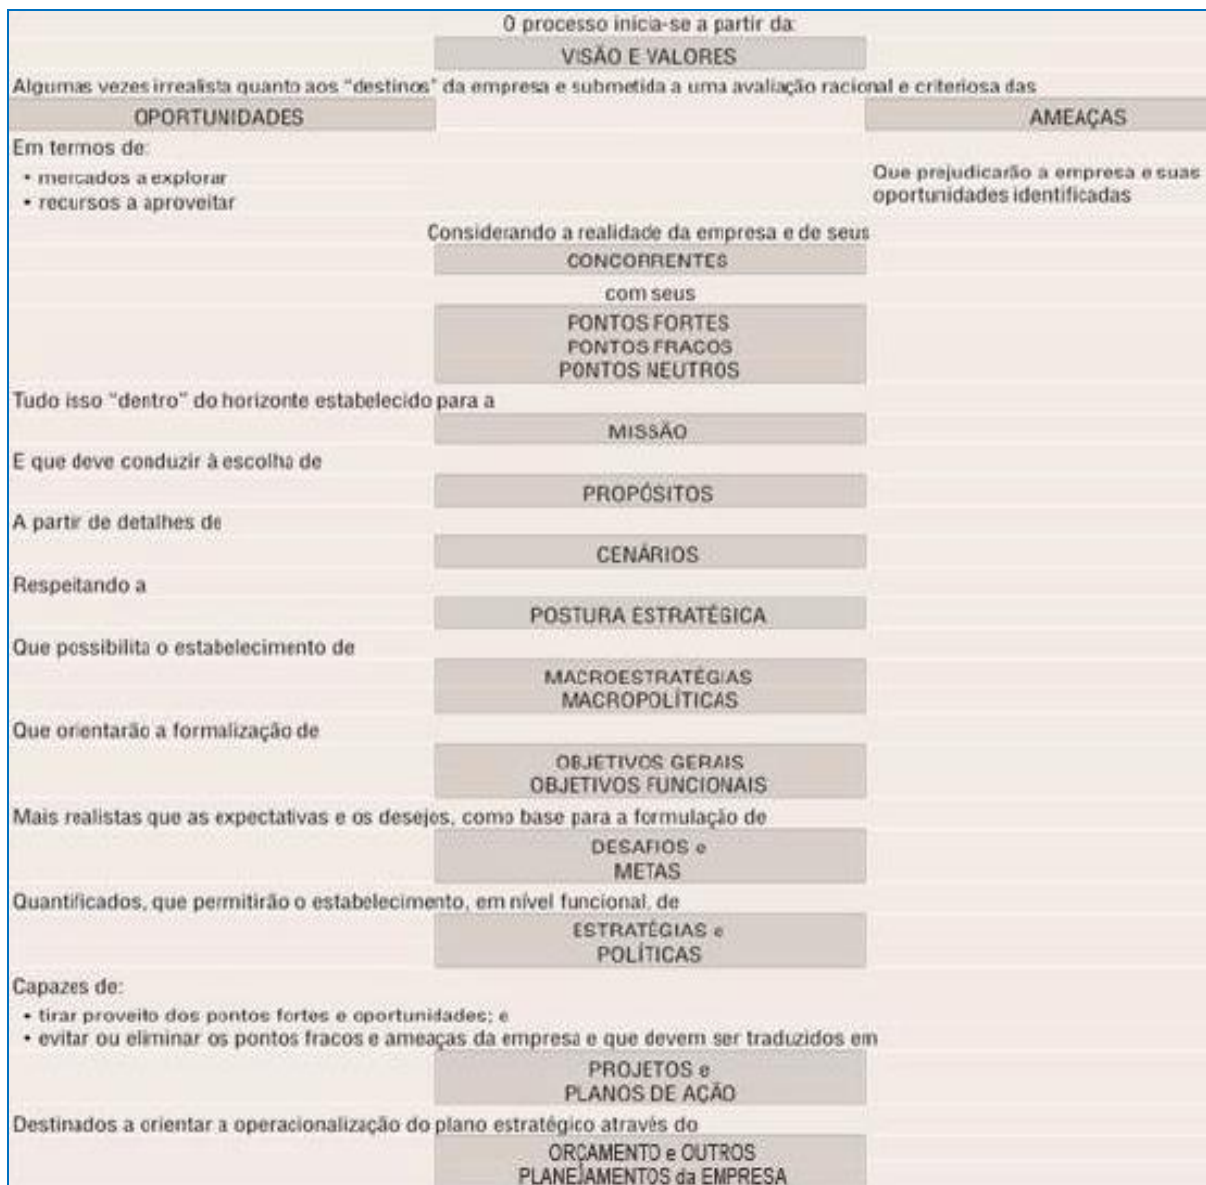 O processo inicia-se a partir da:
VISÃO E VALORES
Algumas vezes irrealista quanto aos "destinos" da empresa e submetida a uma avaliação racional e criteriosa das
OPORTUNIDADES
AMEAÇAS
Em termos de:
• mercados a explorar
• recursos a aproveitar
Que prejudicarão a empresa e suas
oportunidades identificadas
Considerando a realidade da empresa e de seus
CONCORRENTES
com seus
PONTOS FORTES
PONTOS FRACOS
PONTOS NEUTROS
Tudo isso "dentro" do horizonte estabelecido para a
MISSÃO
E que deve conduzir à escolha de
PROPÓSITOS
A partir de detalhes de
CENÁRIOS
Respeitando a
POSTURA ESTRATÉGICA
Que possibilita o estabelecimento de
MACROESTRATÉGIAS
MACROPOLÍTICAS
Que orientarão a formalização de
OBJETIVOS GERAIS
OBJETIVOS FUNCIONAIS
Mais realistas que as expectativas e os desejos, como base para a formulação de
DESAFIOS e
METAS
Quantificados, que permitirão o estabelecimento, em nível funcional, de
ESTRATÉGIAS e
POLÍTICAS
Capazes de:
• tirar proveito dos pontos fortes e oportunidades; e
• evitar ou eliminar os pontos fracos e ameaças da empresa e que devem ser traduzidos em
PROJETOS e
PLANOS DE AÇÃO
Destinados a orientar a operacionalização do plano estratégico através do
ORÇAMENTO e OUTROS
PLANEJAMENTOS da EMPRESA